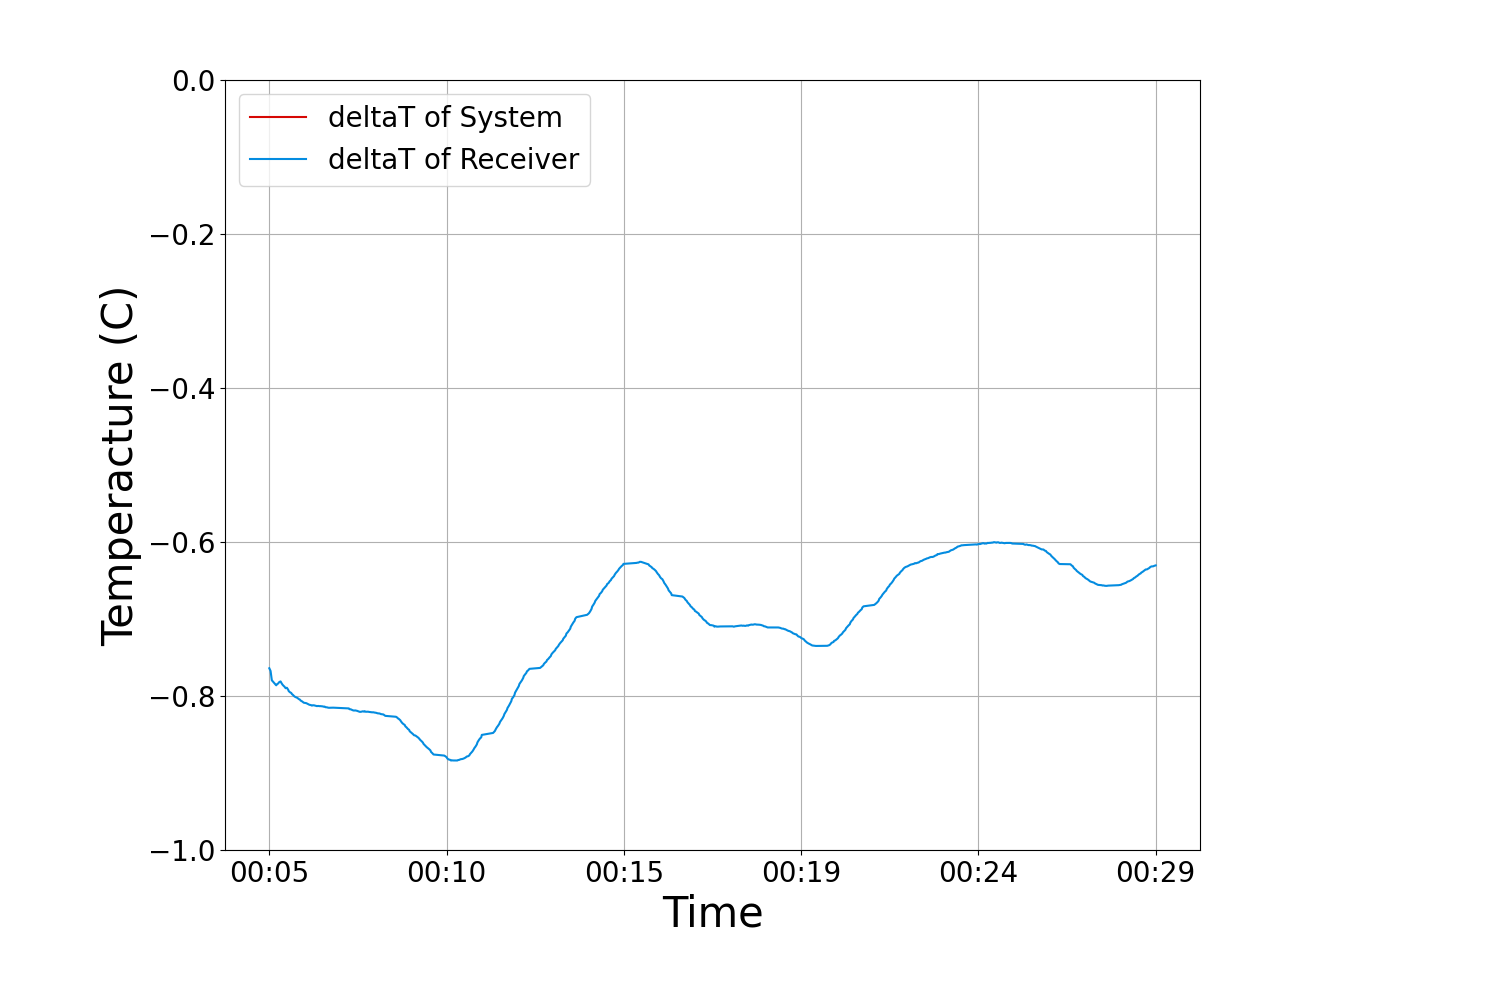 deltaT of System
deltaT of Receiver
0.0
−0.2
−0.4
−0.6
−0.8
−1.0
Temperacture (C)
00:05 00:10 00:15 00:19 00:24 00:29
Time